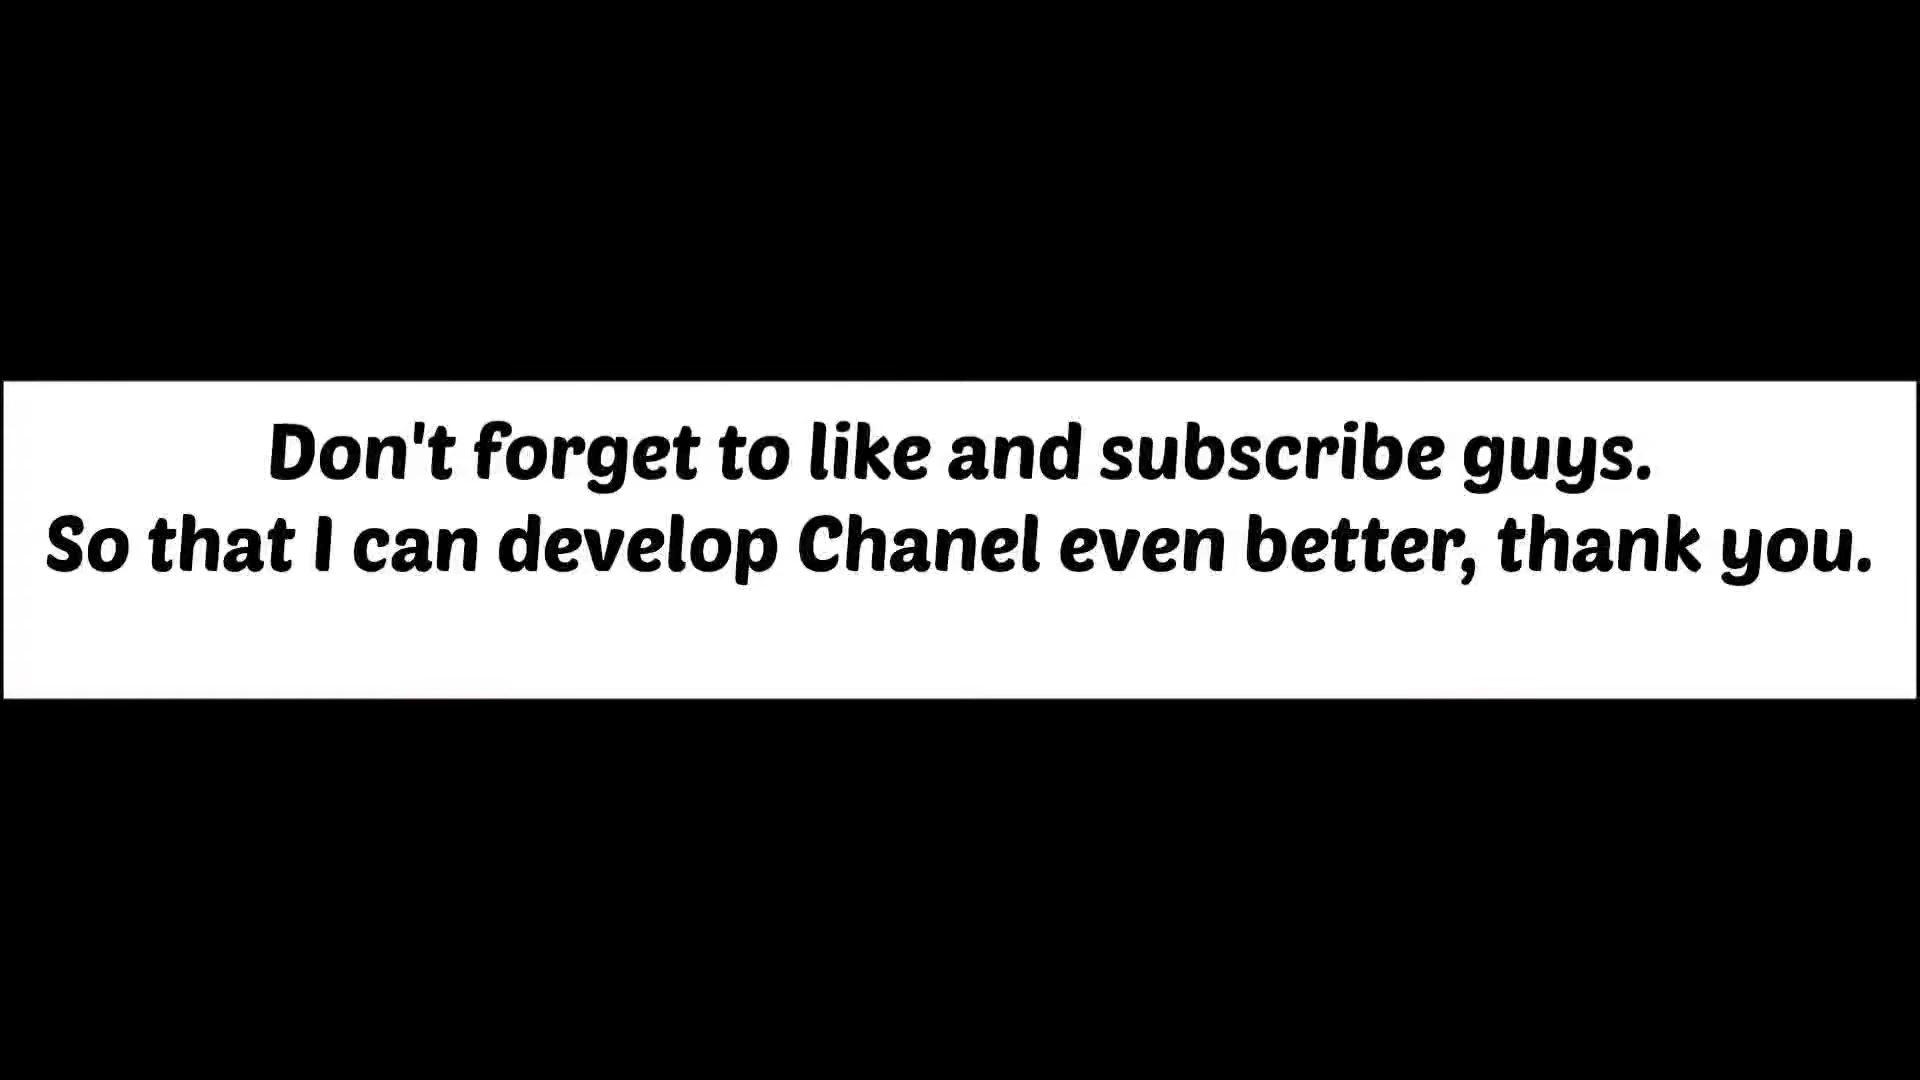 Don't forget to like and subscribe guys.
So that I can develop Chanel even better, thank you.